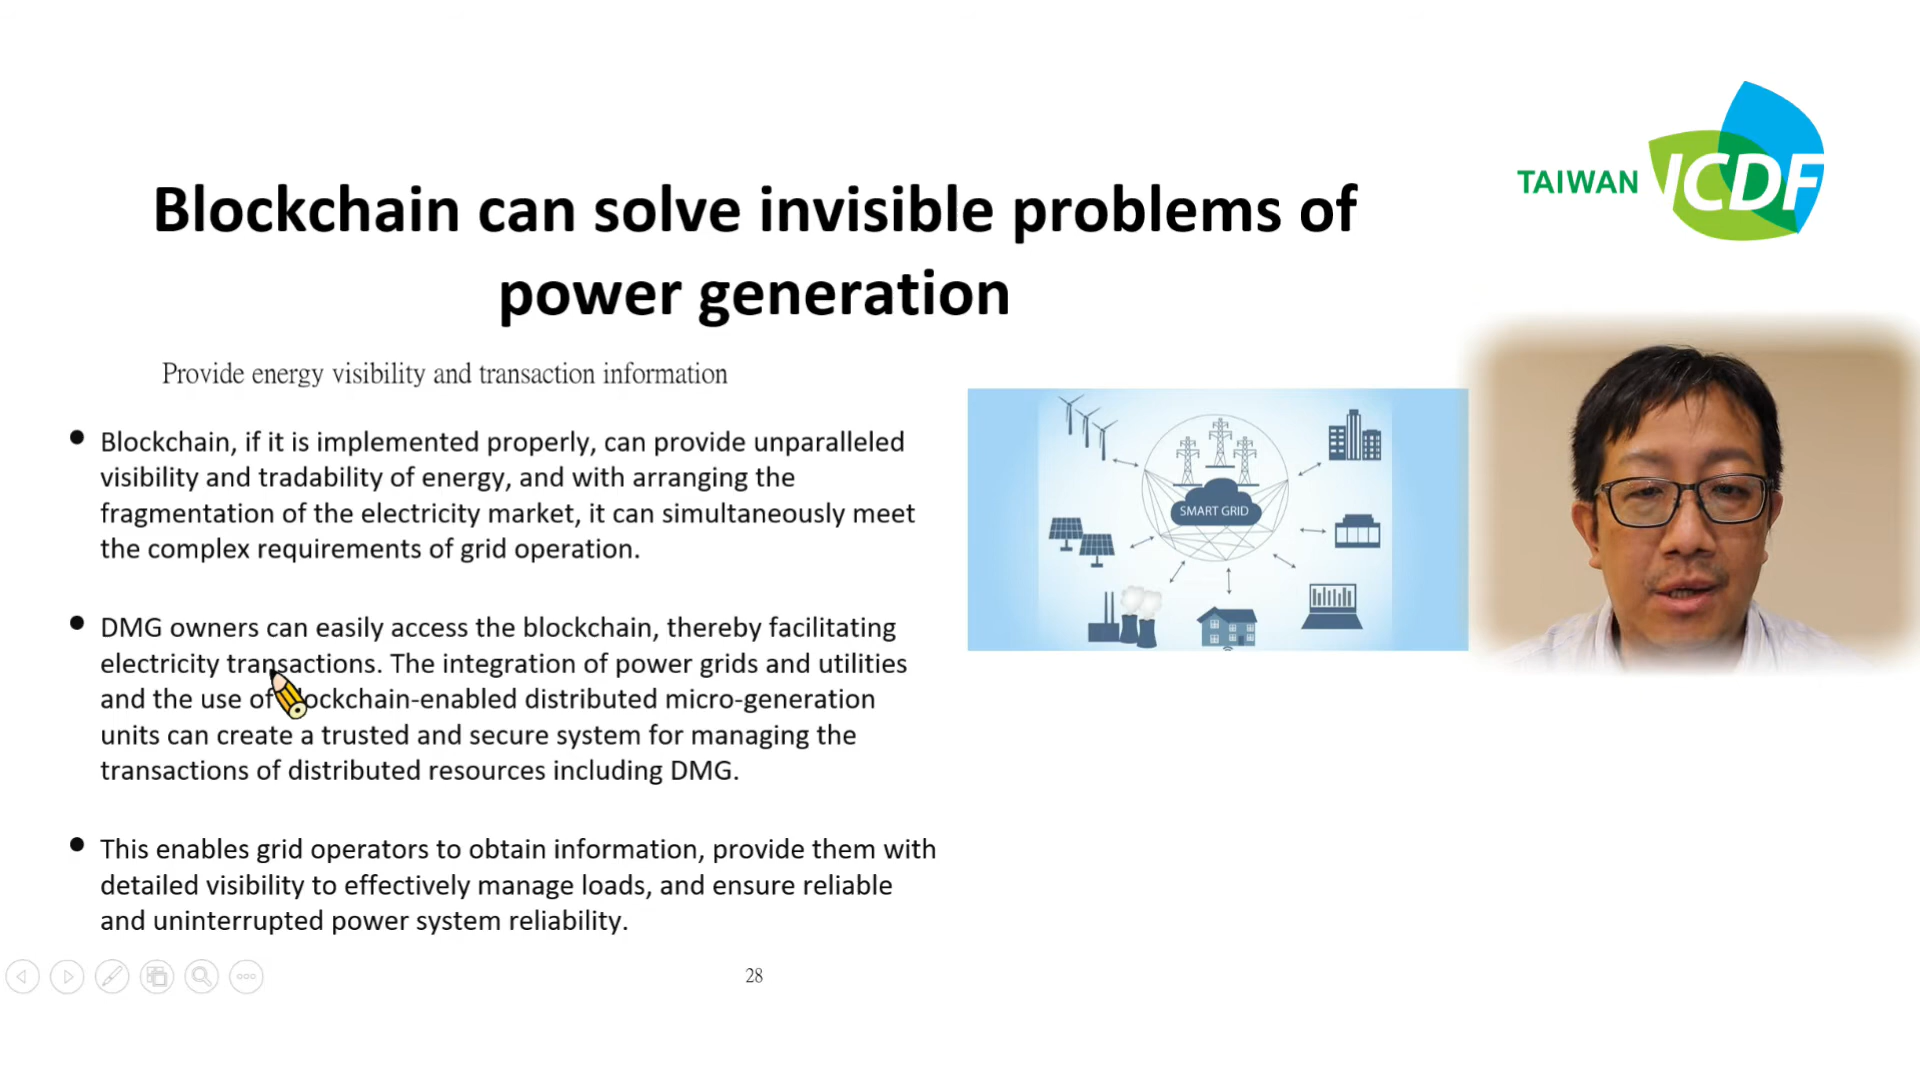 TAIWAN ICDF
Blockchain can solve invisible problems of
power generation
Provide energy visibility and transaction information
• Blockchain, if it is implemented properly, can provide unparalleled
visibility and tradability of energy, and with arranging the
fragmentation of the electricity market, it can simultaneously meet
the complex requirements of grid operation.
• DMG owners can easily access the blockchain, thereby facilitating
electricity transactions. The integration of power grids and utilities
and the use of ockchain-enabled distributed micro-generation
units can create a trusted and secure system for managing the
transactions of distributed resources including DMG.
• This enables grid operators to obtain information, provide them with
detailed visibility to effectively manage loads, and ensure reliable
and uninterrupted power system reliability.
SMART GRID
28